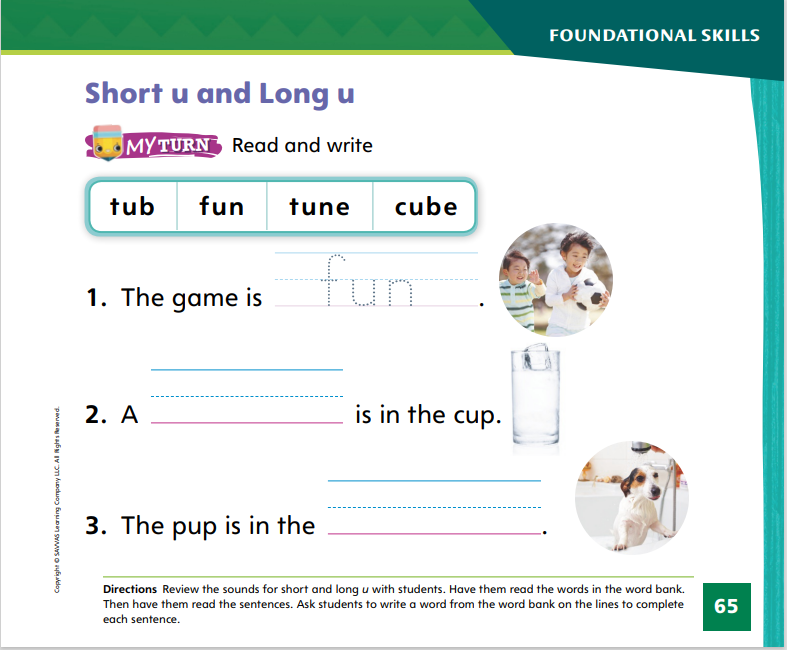 FOUNDATIONAL SKILLS
Short u and Long u
MY TURN Read and write
tub fun tune cube
1. The game is fun.
2. A is in the cup.
3. The pup is in the .
Copyright © SAVVAS Learning Company LLC. All Rights Reserved.
Directions Review the sounds for short and long u with students. Have them read the words in the word bank.
Then have them read the sentences. Ask students to write a word from the word bank on the lines to complete
each sentence.
65